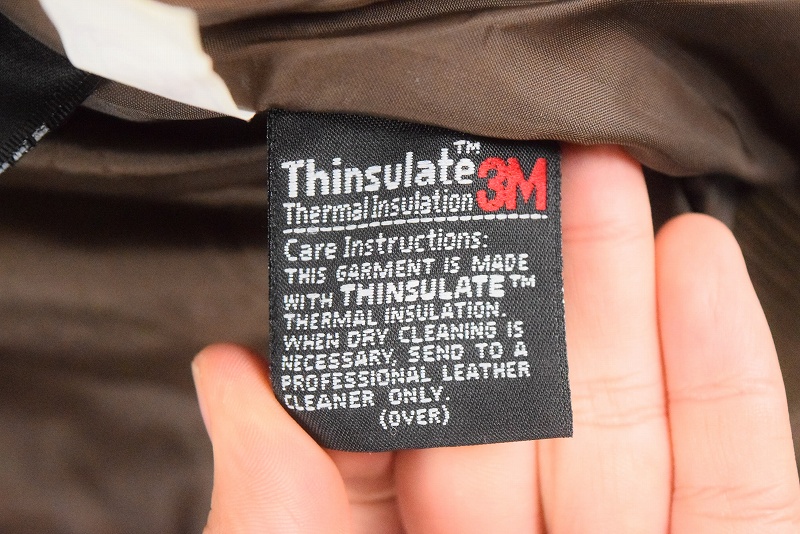 Thinsulate™ 3M
Thermal Insulation
Care Instructions:
THIS GARMENT IS MADE
WITH THINSULATE™
THERMAL INSULATION.
WHEN DRY CLEANING IS
NECESSARY, SEND TO A
PROFESSIONAL LEATHER
CLEANER ONLY.
(OVER)